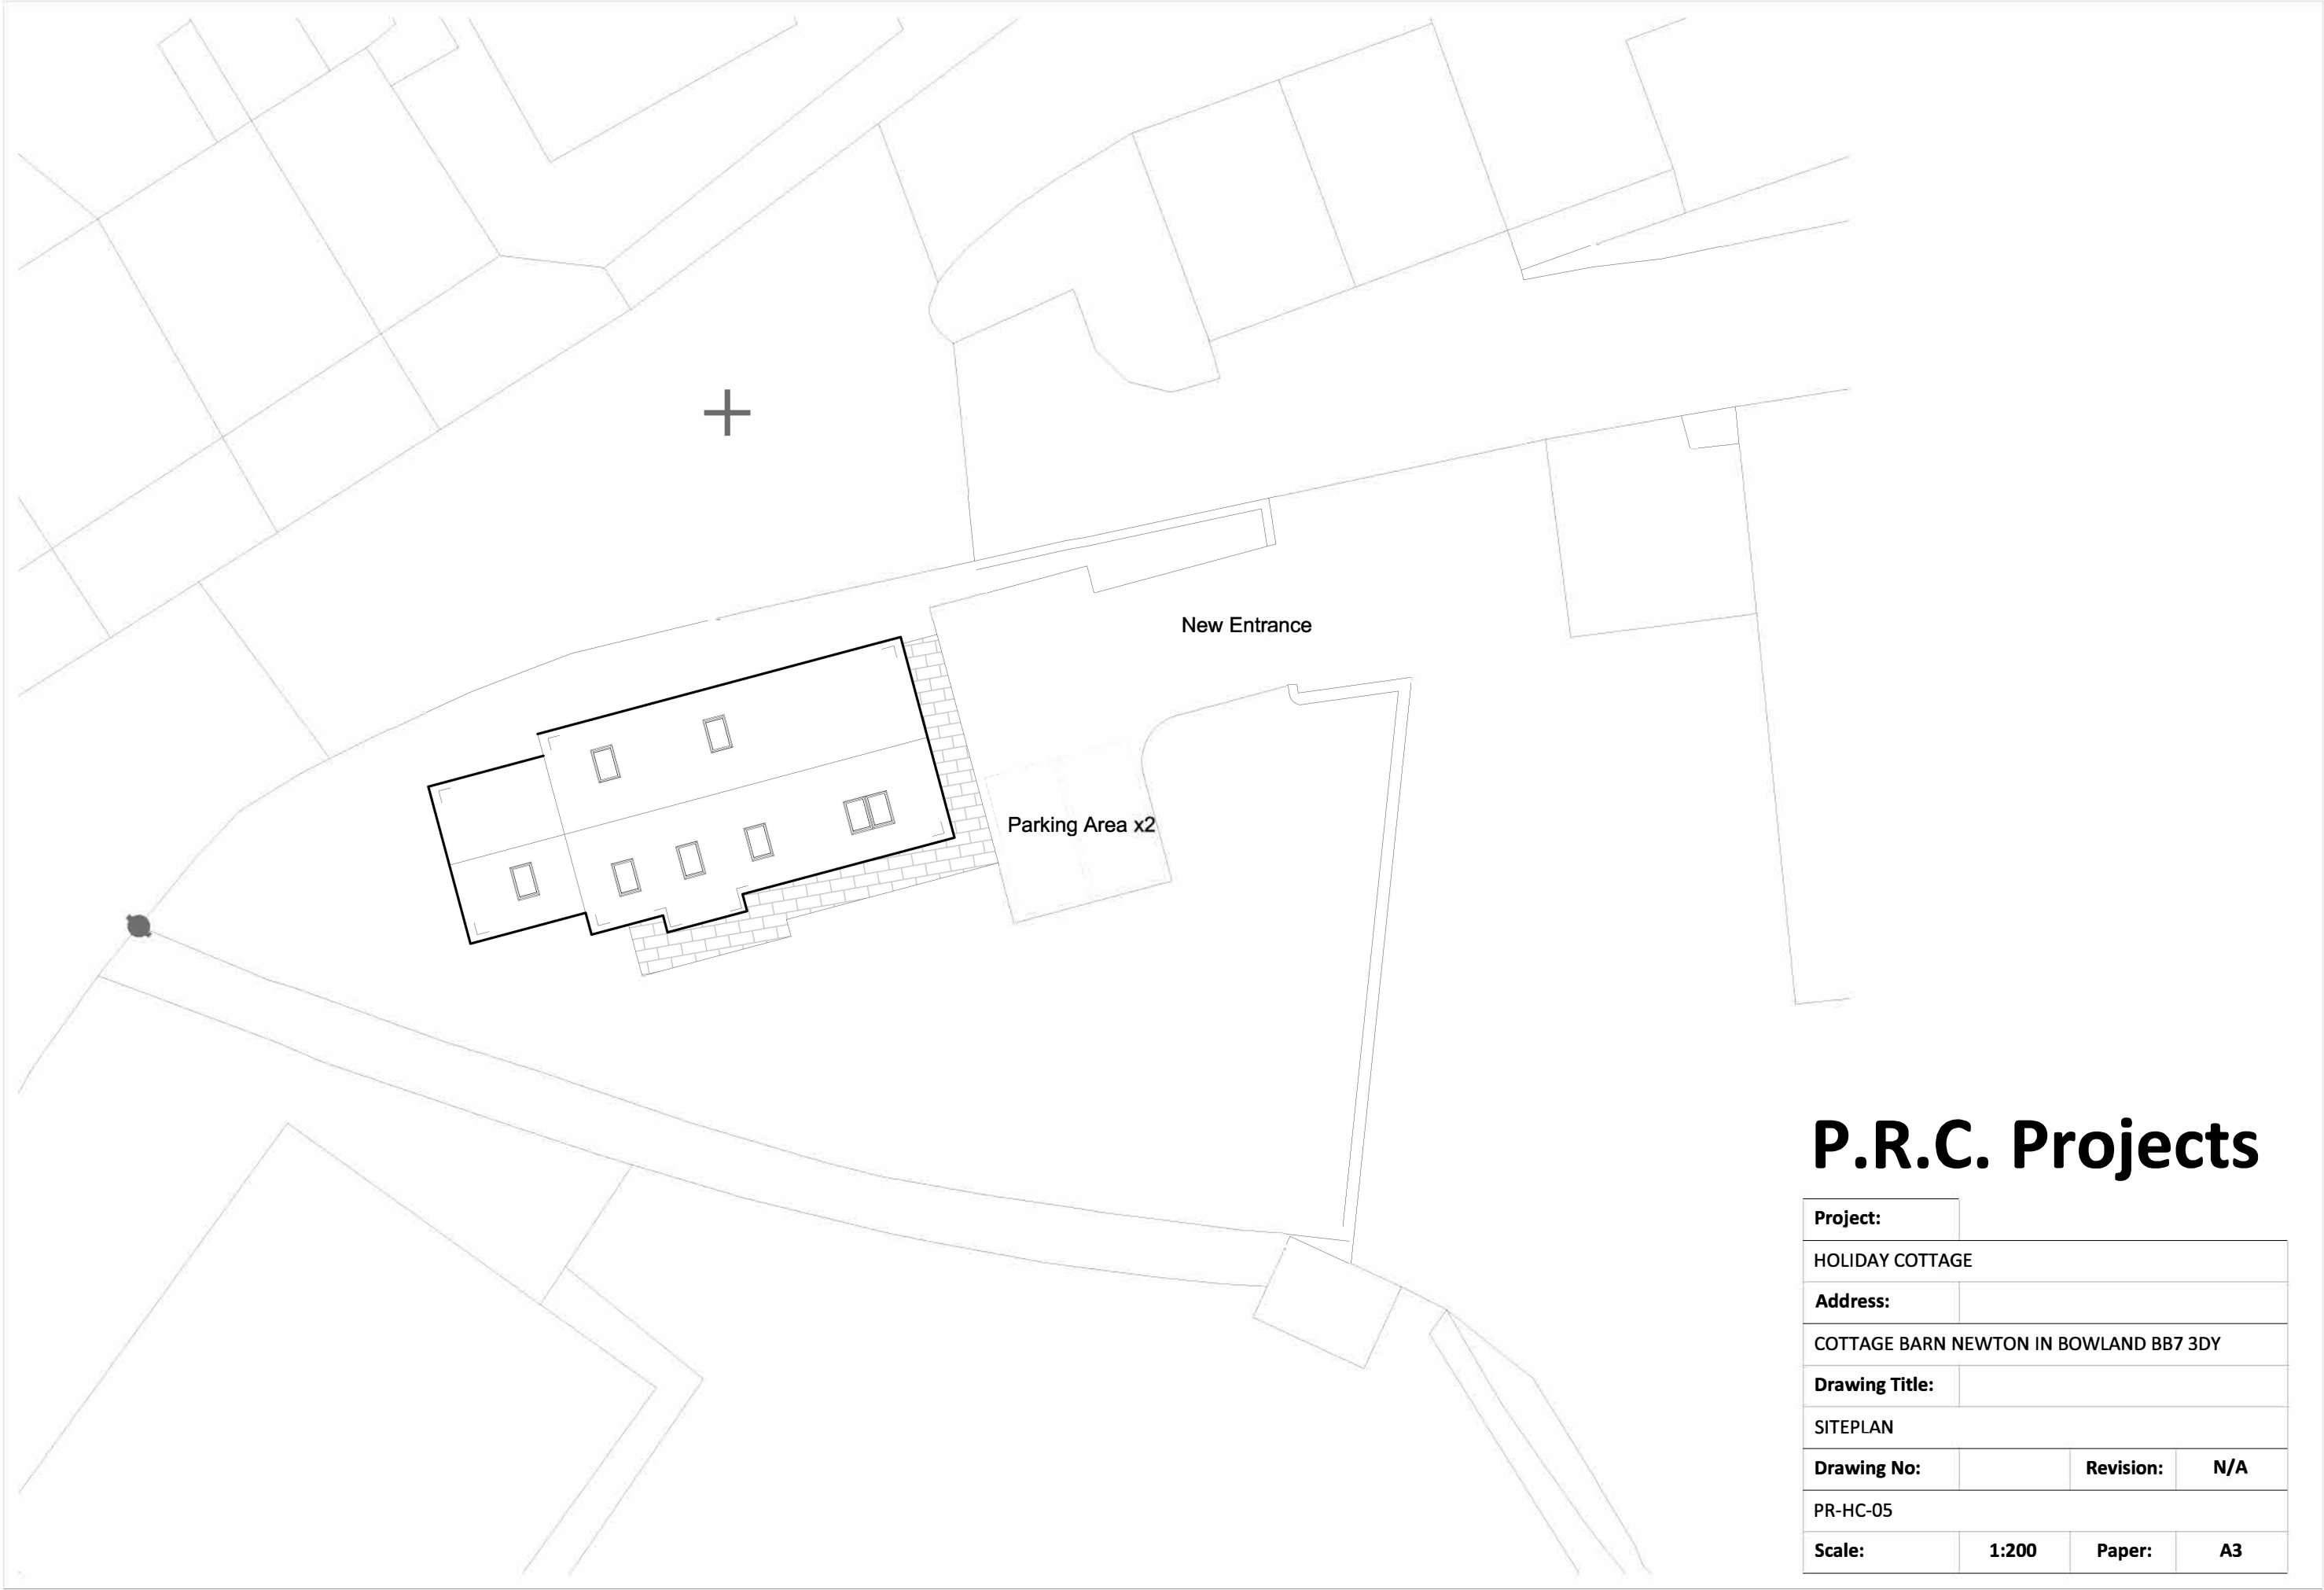 New Entrance
Parking Area x2
P.R.C. Projects
Project:
HOLIDAY COTTAGE
Address:
COTTAGE BARN NEWTON IN BOWLAND BB7 3DY
Drawing Title:
SITEPLAN
Drawing No: Revision: N/A
PR-HC-05
Scale: 1:200 Paper: A3